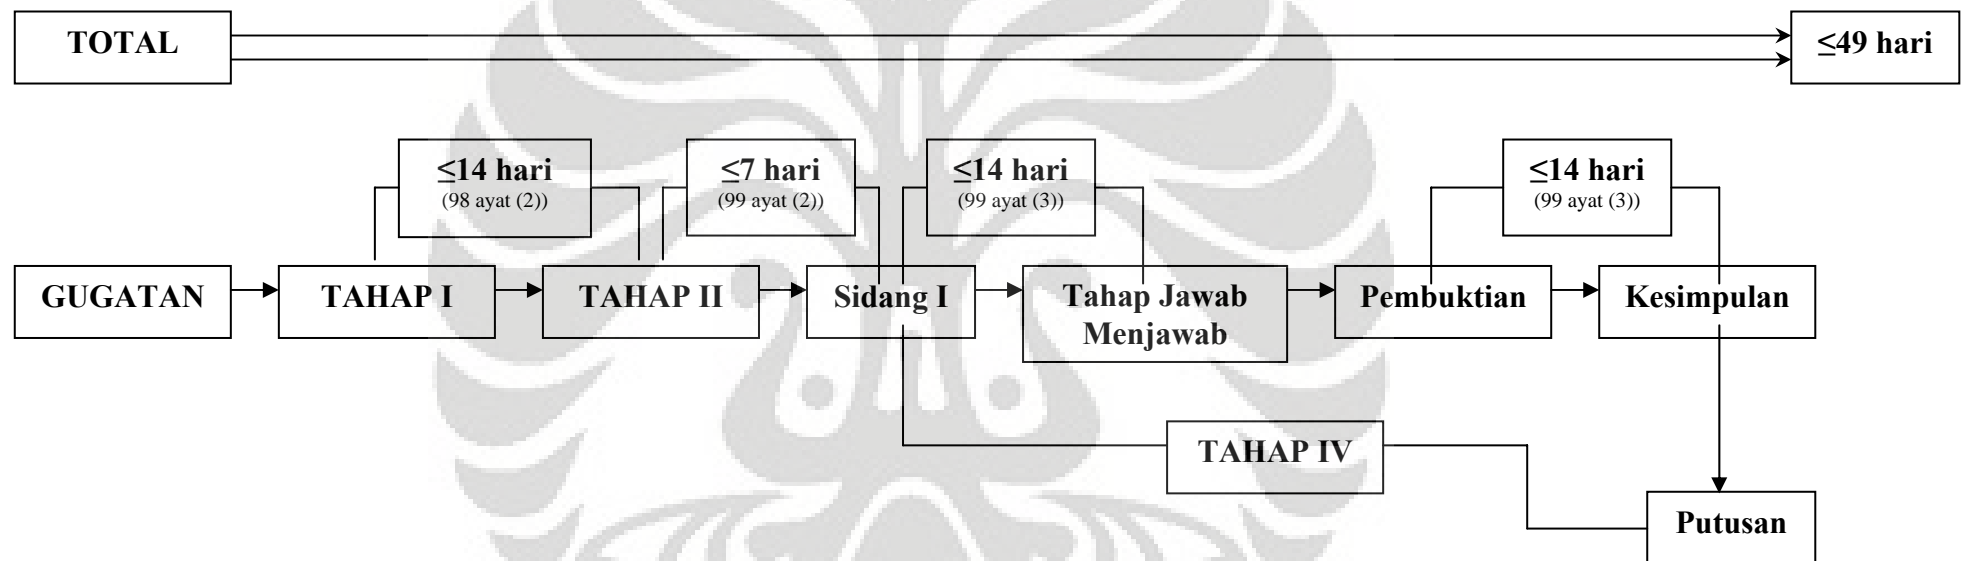 TOTAL
≤49 hari
≤14 hari
(98 ayat (2))
≤7 hari
(99 ayat (2))
≤14 hari
(99 ayat (3))
≤14 hari
(99 ayat (3))
GUGATAN
TAHAP I
TAHAP II
Sidang I
Tahap Jawab
Menjawab
Pembuktian
Kesimpulan
TAHAP IV
Putusan